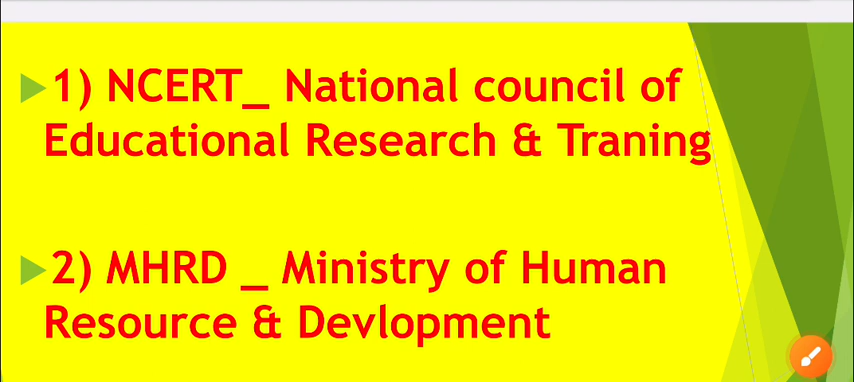 1) NCERT_ National council of
Educational Research & Traning
2) MHRD _ Ministry of Human
Resource & Devlopment